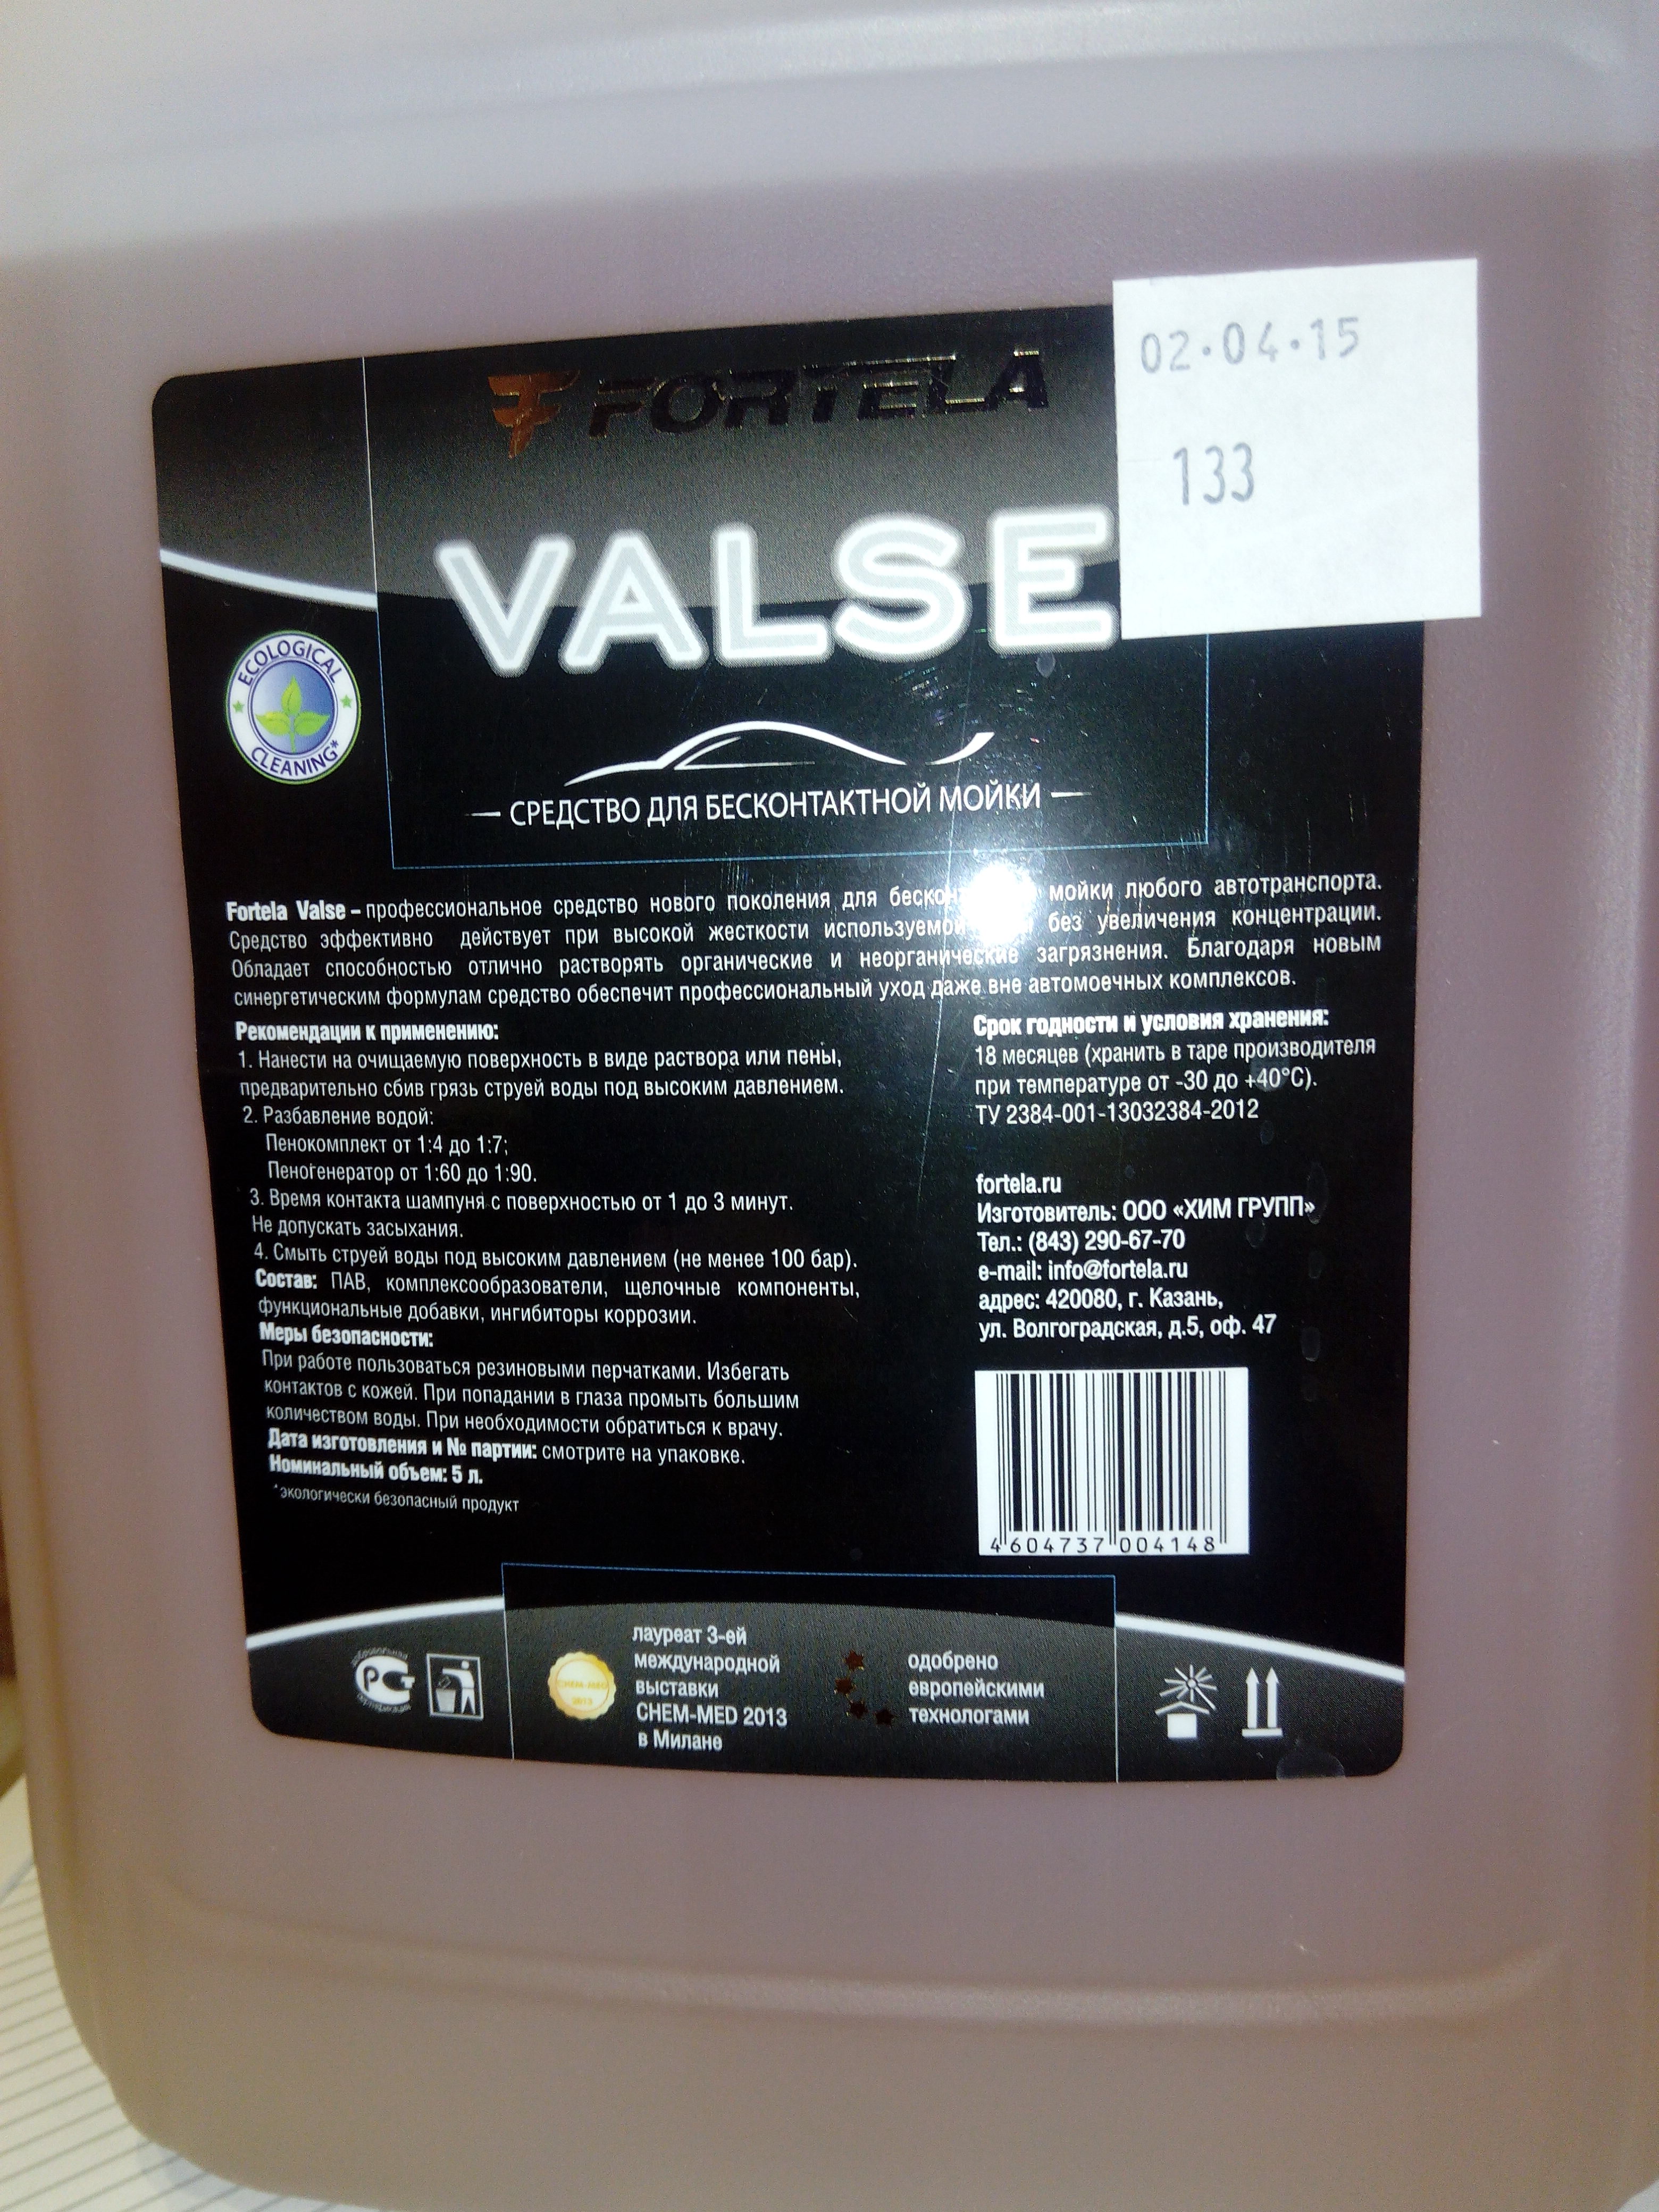 FORTELA
02.04.15
133
VALSE
ECOLOGICAL
CLEANING*
— СРЕДСТВО ДЛЯ БЕСКОНТАКТНОЙ МОЙКИ —
Fortela Valse – профессиональное средство нового поколения для мойки любого автотранспорта.
Средство эффективно действует при высокой жесткости используемой без увеличения концентрации.
Обладает способностью отлично растворять органические и неорганические загрязнения. Благодаря новым
синергетическим формулам средство обеспечит профессиональный уход даже вне автомоечных комплексов.
Рекомендации к применению:
1. Нанести на очищаемую поверхность в виде раствора или пены,
предварительно сбив грязь струей воды под высоким давлением.
2. Разбавление водой:
Пенокомплект от 1:4 до 1:7;
Пеногенератор от 1:60 до 1:90.
3. Время контакта шампуня с поверхностью от 1 до 3 минут.
Не допускать засыхания.
4. Смыть струей воды под высоким давлением (не менее 100 бар).
Состав: ПАВ, комплексообразователи, щелочные компоненты,
функциональные добавки, ингибиторы коррозии.
Меры безопасности:
При работе пользоваться резиновыми перчатками. Избегать
контактов с кожей. При попадании в глаза промыть большим
количеством воды. При необходимости обратиться к врачу.
Дата изготовления и № партии: смотрите на упаковке.
Номинальный объем: 5 л.
*экологически безопасный продукт
Срок годности и условия хранения:
18 месяцев (хранить в таре производителя
при температуре от -30 до +40°С).
ТУ 2384-001-13032384-2012
fortela.ru
Изготовитель: ООО «ХИМ ГРУПП»
Тел.: (843) 290-67-70
e-mail: info@fortela.ru
адрес: 420080, г. Казань,
ул. Волгоградская, д.5, оф. 47
4 604737 004148
добровольная
РСТ
сертификация
CHEM-MED
2013
лауреат 3-ей
международной
выставки
CHEM-MED 2013
в Милане
одобрено
европейскими
технологами